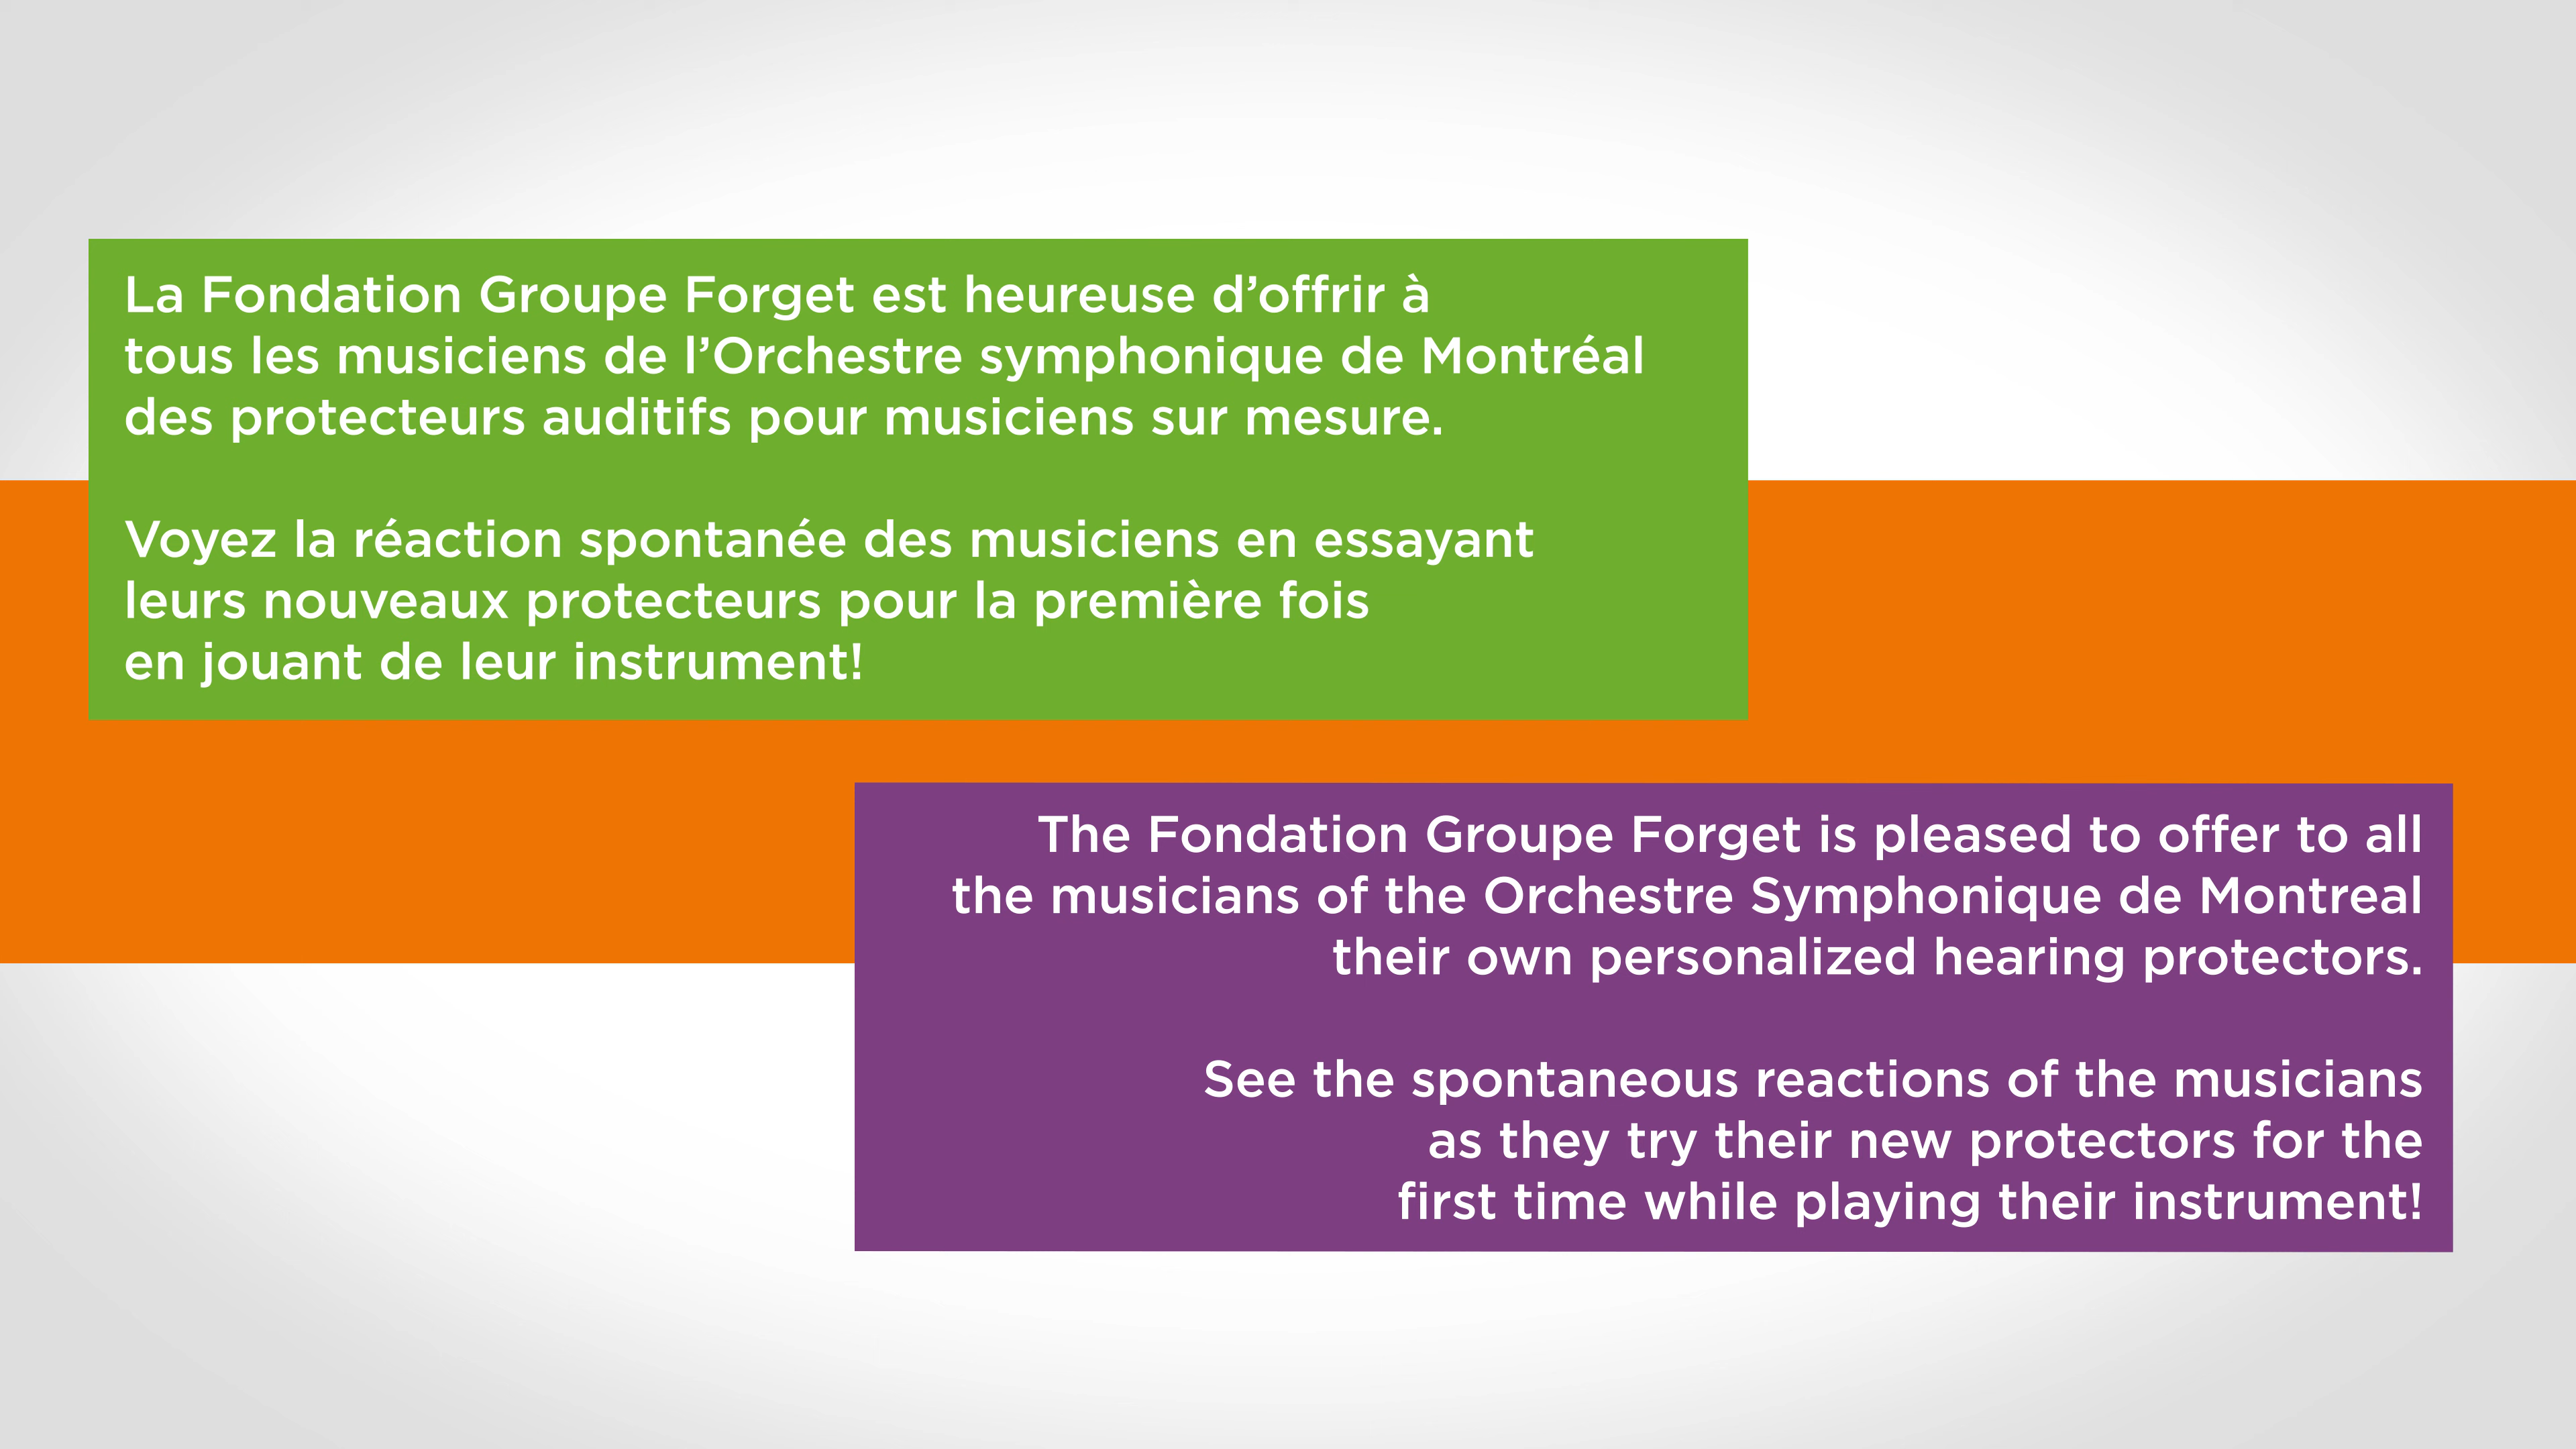 La Fondation Groupe Forget est heureuse d’offrir à
tous les musiciens de l’Orchestre symphonique de Montréal
des protecteurs auditifs pour musiciens sur mesure.
Voyez la réaction spontanée des musiciens en essayant
leurs nouveaux protecteurs pour la première fois
en jouant de leur instrument!
The Fondation Groupe Forget is pleased to offer to all
the musicians of the Orchestre Symphonique de Montreal
their own personalized hearing protectors.
See the spontaneous reactions of the musicians
as they try their new protectors for the
first time while playing their instrument!